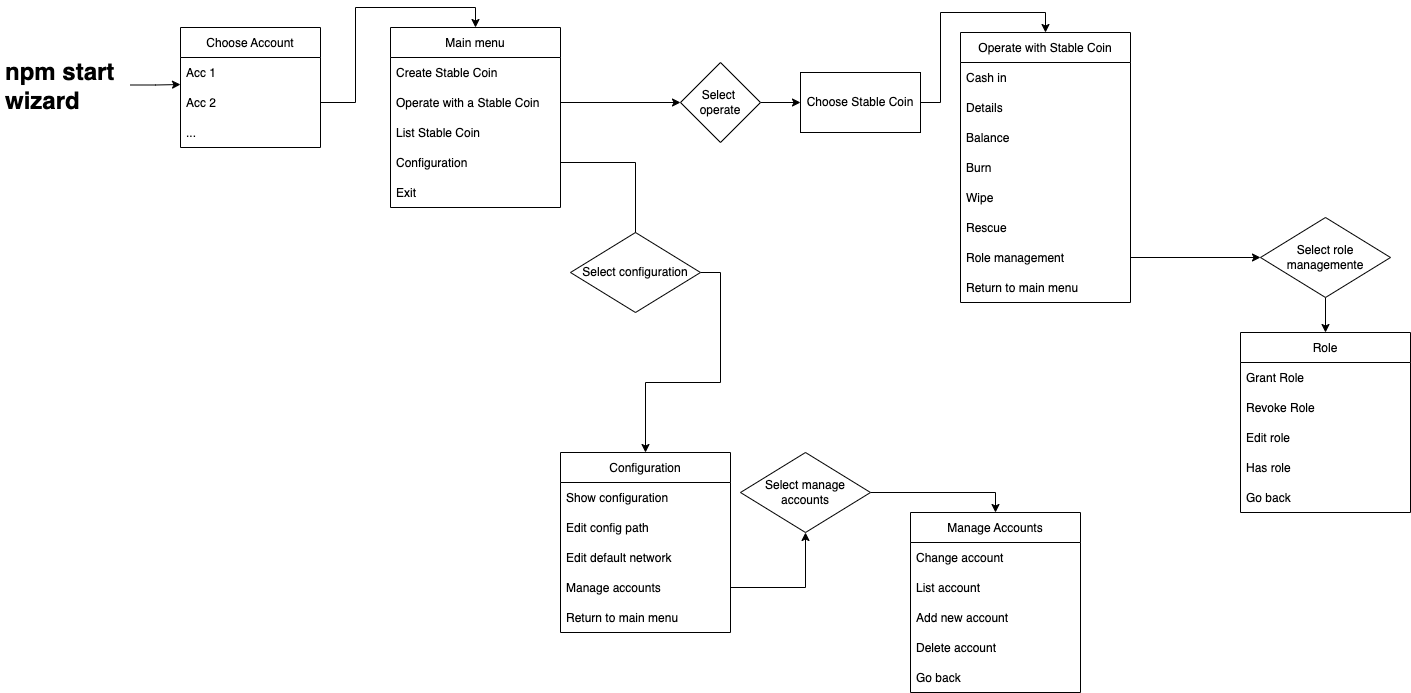 npm start
wizard
Choose Account
Acc 1
Acc 2
...
Main menu
Create Stable Coin
Operate with a Stable Coin
List Stable Coin
Configuration
Exit
Select
operate
Choose Stable Coin
Operate with Stable Coin
Cash in
Details
Balance
Burn
Wipe
Rescue
Role management
Return to main menu
Select role
managemente
Role
Grant Role
Revoke Role
Edit role
Has role
Go back
Select configuration
Configuration
Show configuration
Edit config path
Edit default network
Manage accounts
Return to main menu
Select manage
accounts
Manage Accounts
Change account
List account
Add new account
Delete account
Go back